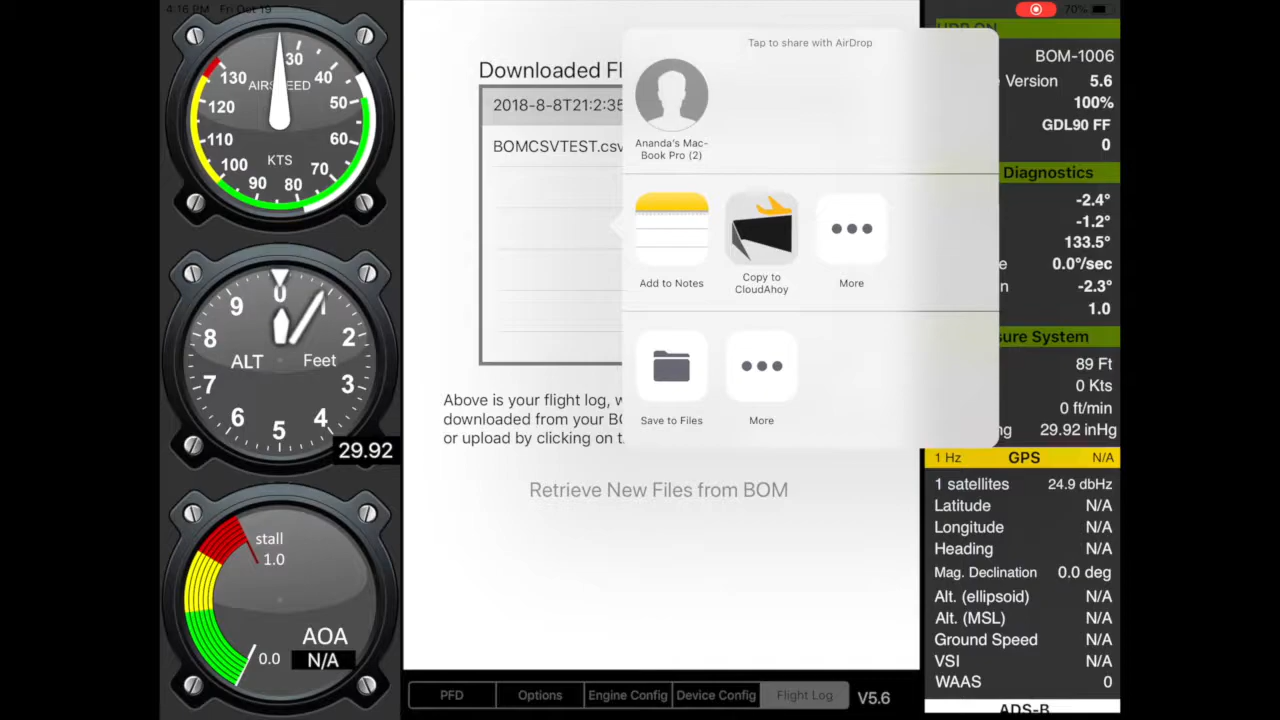 4:16 PM Fri Oct 19
70%
130
30
40
AIRSPEED
120
50
110
60
KTS
100
70
90
80
0
9
1
8
2
ALT
Feet
7
3
6
4
5
29.92
stall
1.0
AOA
0.0
N/A
Downloaded Fl
2018-8-8T21:2:35
BOMCSVTEST.csv
Above is your flight log, w
downloaded from your BO
or upload by clicking on t
Retrieve New Files from BOM
Tap to share with AirDrop
Ananda's Mac-
Book Pro (2)
Add to Notes
Copy to
CloudAhoy
More
Save to Files
More
PFD
Options
Engine Config
Device Config
Flight Log
V5.6
BOM-1006
Version 5.6
100%
GDL90 FF
0
Diagnostics
-2.4°
-1.2°
133.5°
e 0.0°/sec
n -2.3°
1.0
sure System
89 Ft
0 Kts
0 ft/min
ng 29.92 inHg
1 Hz GPS N/A
1 satellites 24.9 dbHz
Latitude N/A
Longitude N/A
Heading N/A
Mag. Declination 0.0 deg
Alt. (ellipsoid) N/A
Alt. (MSL) N/A
Ground Speed N/A
VSI N/A
WAAS 0
ADS-B